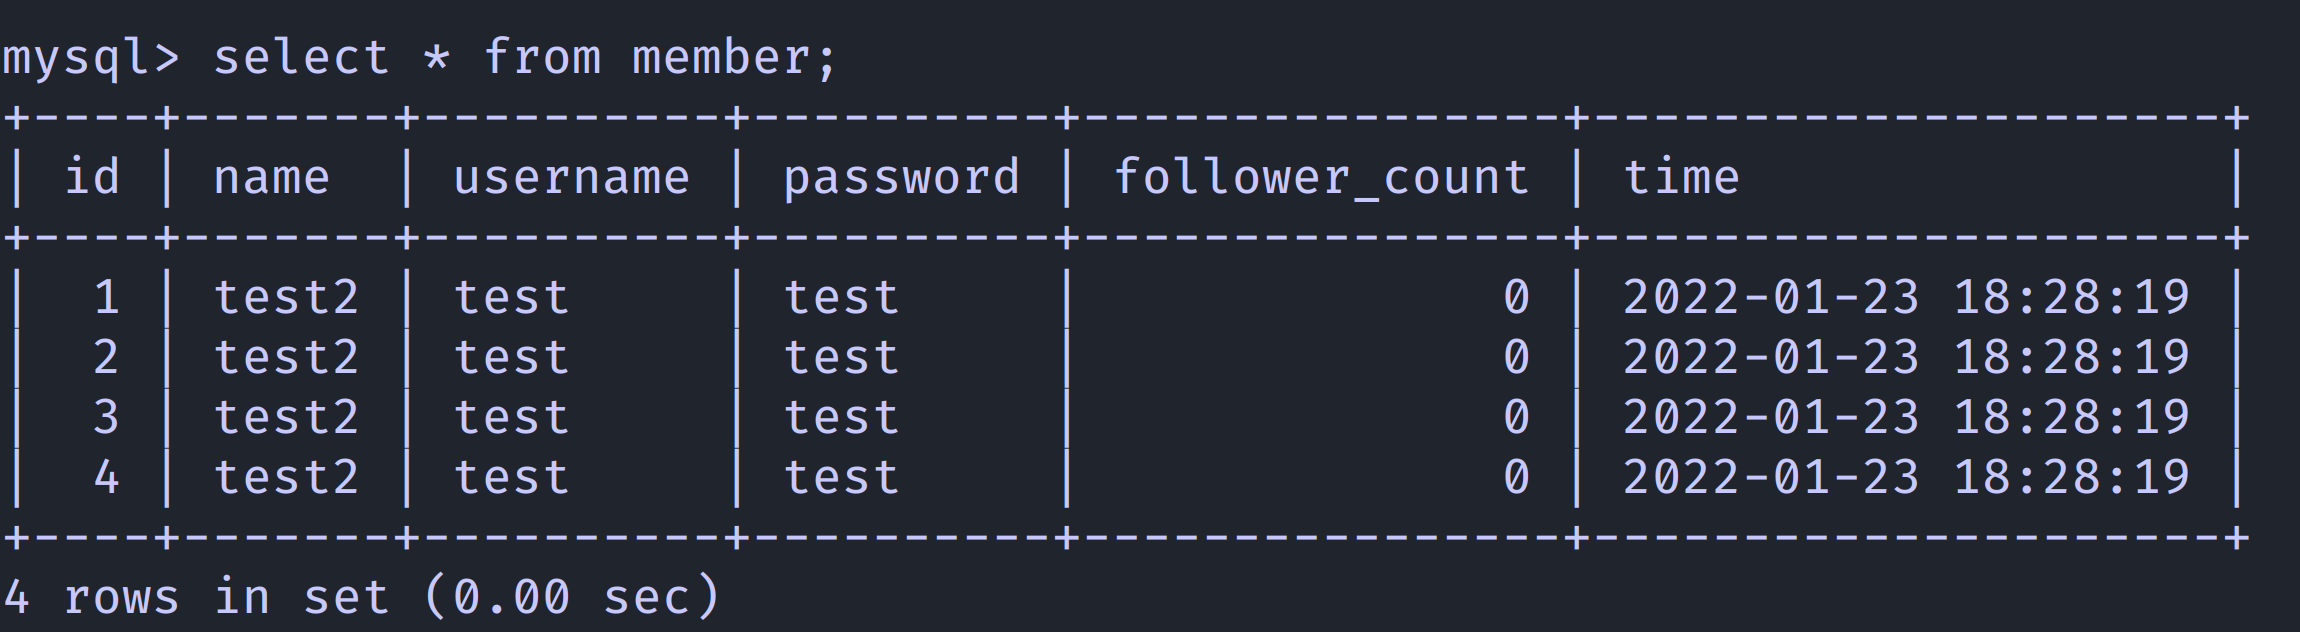 mysql> select * from member;
+----+-------+----------+----------+----------------+---------------------+
| id | name  | username | password | follower_count | time                |
+----+-------+----------+----------+----------------+---------------------+
|  1 | test2 | test     | test     |              0 | 2022-01-23 18:28:19 |
|  2 | test2 | test     | test     |              0 | 2022-01-23 18:28:19 |
|  3 | test2 | test     | test     |              0 | 2022-01-23 18:28:19 |
|  4 | test2 | test     | test     |              0 | 2022-01-23 18:28:19 |
+----+-------+----------+----------+----------------+---------------------+
4 rows in set (0.00 sec)